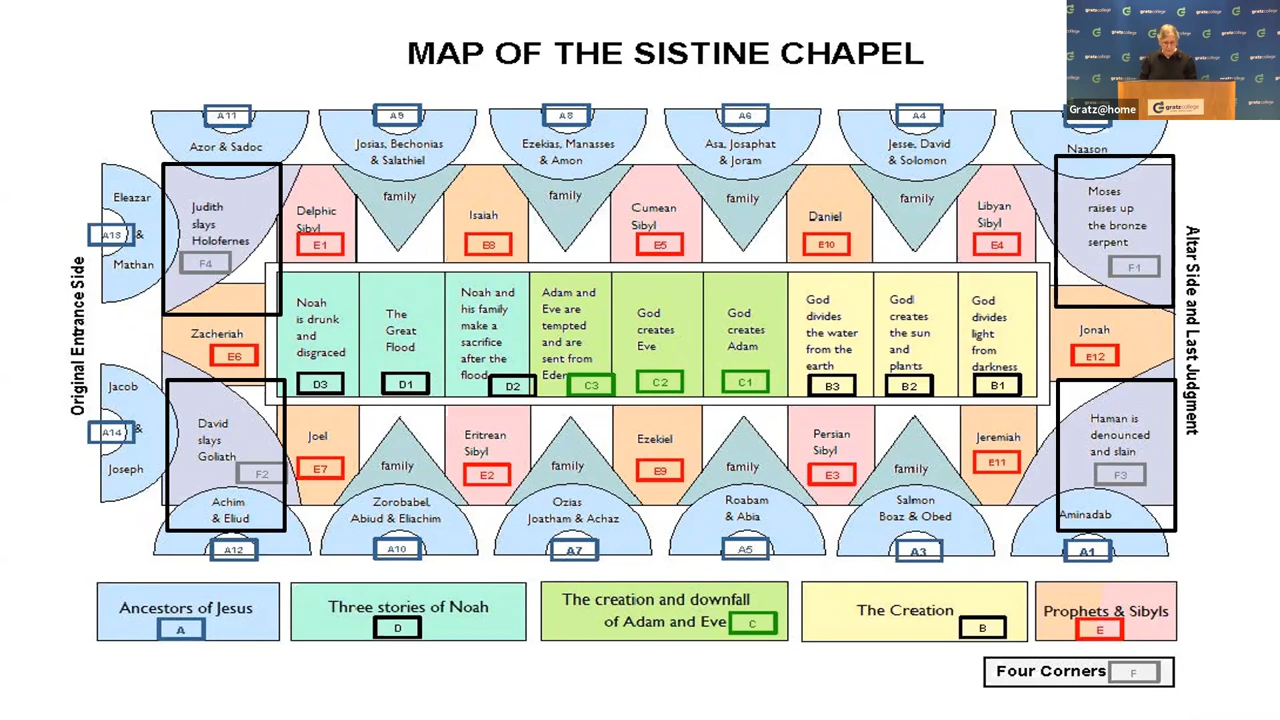 MAP OF THE SISTINE CHAPEL
gratzcollege
Gratz@home
gratzcollege
A11
A9
A8
A6
A4
Azor & Sadoc
Josias, Bechonias
& Salathiel
Ezekias, Manasses
& Amon
Asa, Josaphat
& Joram
Jesse, David
& Solomon
Naason
Eleazar
A13
&
Mathan
Judith
slays
Holofernes
F4
Delphic
Sibyl
E1
family
Isaiah
E8
family
Cumean
Sibyl
E5
family
Daniel
E10
family
Libyan
Sibyl
E4
Moses
raises up
the bronze
serpent
F1
Original Entrance Side
Altar Side and Last Judgment
Zacheriah
E6
Noah
is drunk
and
disgraced
D3
The
Great
Flood
D1
Noah and
his family
make a
sacrifice
after the
flood
D2
Adam and
Eve are
tempted
and are
sent from
Eden
C3
God
creates
Eve
C2
God
creates
Adam
C1
God
divides
the water
from the
earth
B3
God
creates
the sun
and
plants
B2
God
divides
light
from
darkness
B1
Jonah
E12
Jacob
A14
&
Joseph
David
slays
Goliath
F2
Joel
E7
family
Eritrean
Sibyl
E2
family
Ezekiel
E9
family
Persian
Sibyl
E3
family
Jeremiah
E11
Haman is
denounced
and slain
F3
Achim
& Eliud
A12
Zorobabel,
Abiud & Eliachim
A10
Ozias
Joatham & Achaz
A7
Roabam
& Abia
A5
Salmon
Boaz & Obed
A3
Aminadab
A1
Ancestors of Jesus
A
Three stories of Noah
D
The creation and downfall
of Adam and Eve
C
The Creation
B
Prophets & Sibyls
E
Four Corners
F